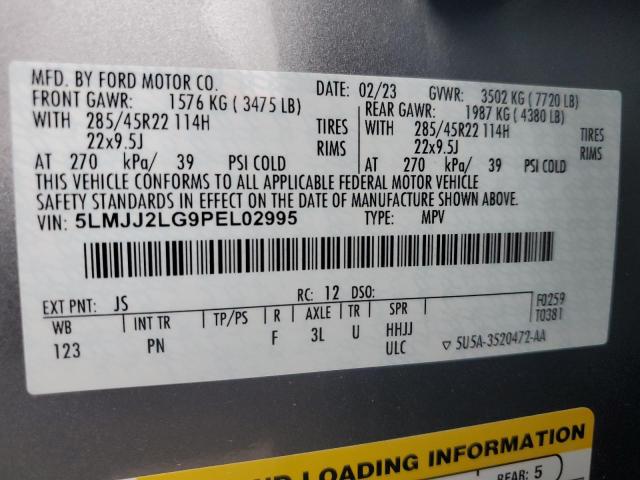 MFD. BY FORD MOTOR CO.
DATE: 02/23 GVWR: 3502 KG ( 7720 LB)
FRONT GAWR: 1576 KG ( 3475 LB) REAR GAWR: 1987 KG ( 4380 LB)
WITH 285/45R22 114H TIRES WITH 285/45R22 114H TIRES
22x9.5J RIMS 22x9.5J RIMS
AT 270 kPa/ 39 PSI COLD AT 270 kPa/ 39 PSI COLD
THIS VEHICLE CONFORMS TO ALL APPLICABLE FEDERAL MOTOR VEHICLE
SAFETY STANDARDS IN EFFECT ON THE DATE OF MANUFACTURE SHOWN ABOVE.
VIN: 5LMJJ2LG9PEL02995 TYPE: MPV
EXT PNT: JS RC: 12 DSO:
F0259
T0381
WB INT TR TP/PS R AXLE TR SPR
123 PN F 3L U HHJJ
ULC ▽ 5U5A-3520472-AA
LOADING INFORMATION
REAR: 5